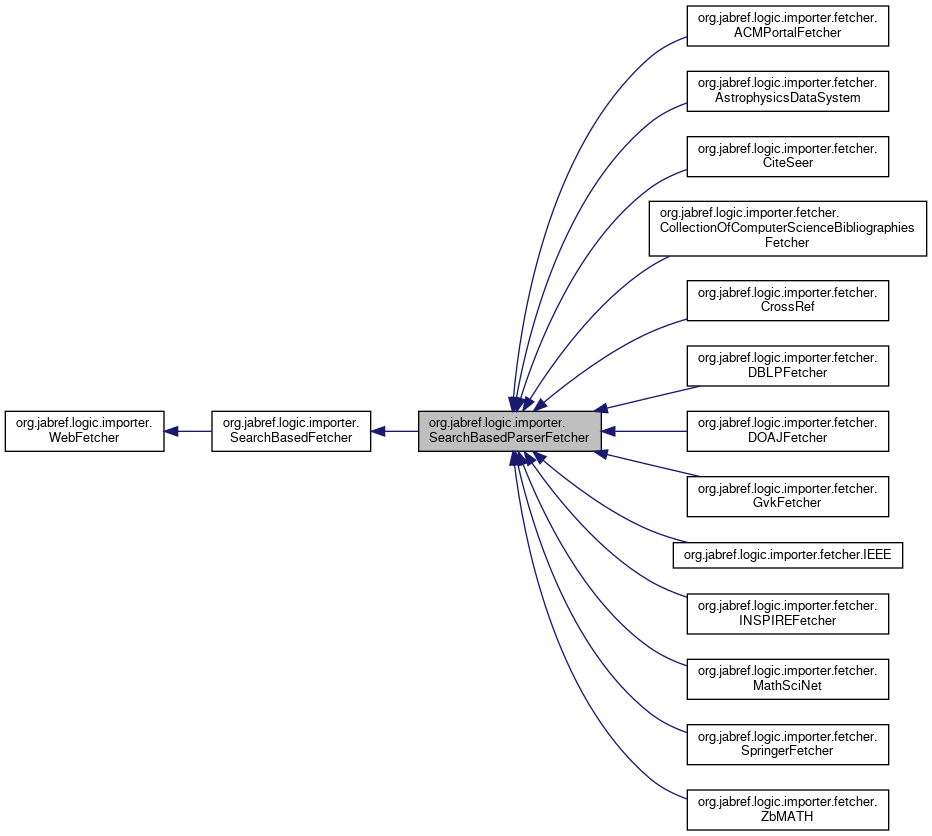 org.jabref.logic.importer.
WebFetcher
org.jabref.logic.importer.
SearchBasedFetcher
org.jabref.logic.importer.
SearchBasedParserFetcher
org.jabref.logic.importer.fetcher.
ACMPortalFetcher
org.jabref.logic.importer.fetcher.
AstrophysicsDataSystem
org.jabref.logic.importer.fetcher.
CiteSeer
org.jabref.logic.importer.fetcher.
CollectionOfComputerScienceBibliographies
Fetcher
org.jabref.logic.importer.fetcher.
CrossRef
org.jabref.logic.importer.fetcher.
DBLPFetcher
org.jabref.logic.importer.fetcher.
DOAJFetcher
org.jabref.logic.importer.fetcher.
GvkFetcher
org.jabref.logic.importer.fetcher.IEEE
org.jabref.logic.importer.fetcher.
INSPIREFetcher
org.jabref.logic.importer.fetcher.
MathSciNet
org.jabref.logic.importer.fetcher.
SpringerFetcher
org.jabref.logic.importer.fetcher.
ZbMATH